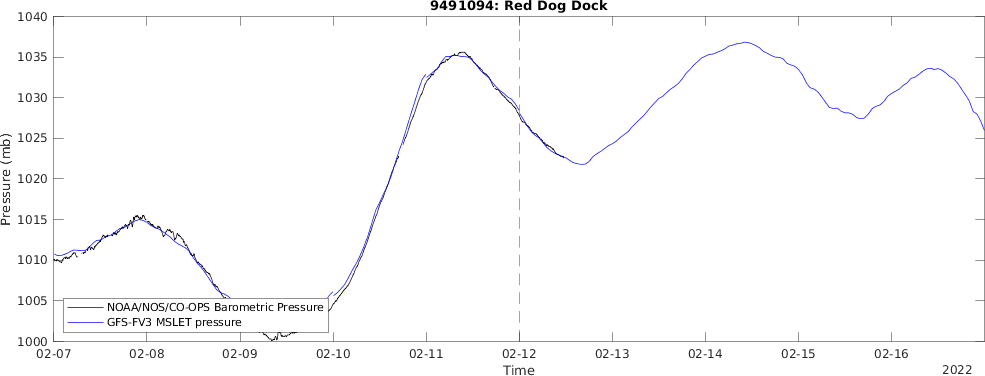 9491094: Red Dog Dock
Pressure (mb)
1040
1035
1030
1025
1020
1015
1010
1005
1000
NOAA/NOS/CO-OPS Barometric Pressure
GFS-FV3 MSLET pressure
02-07 02-08 02-09 02-10 02-11 02-12 02-13 02-14 02-15 02-16
Time
2022